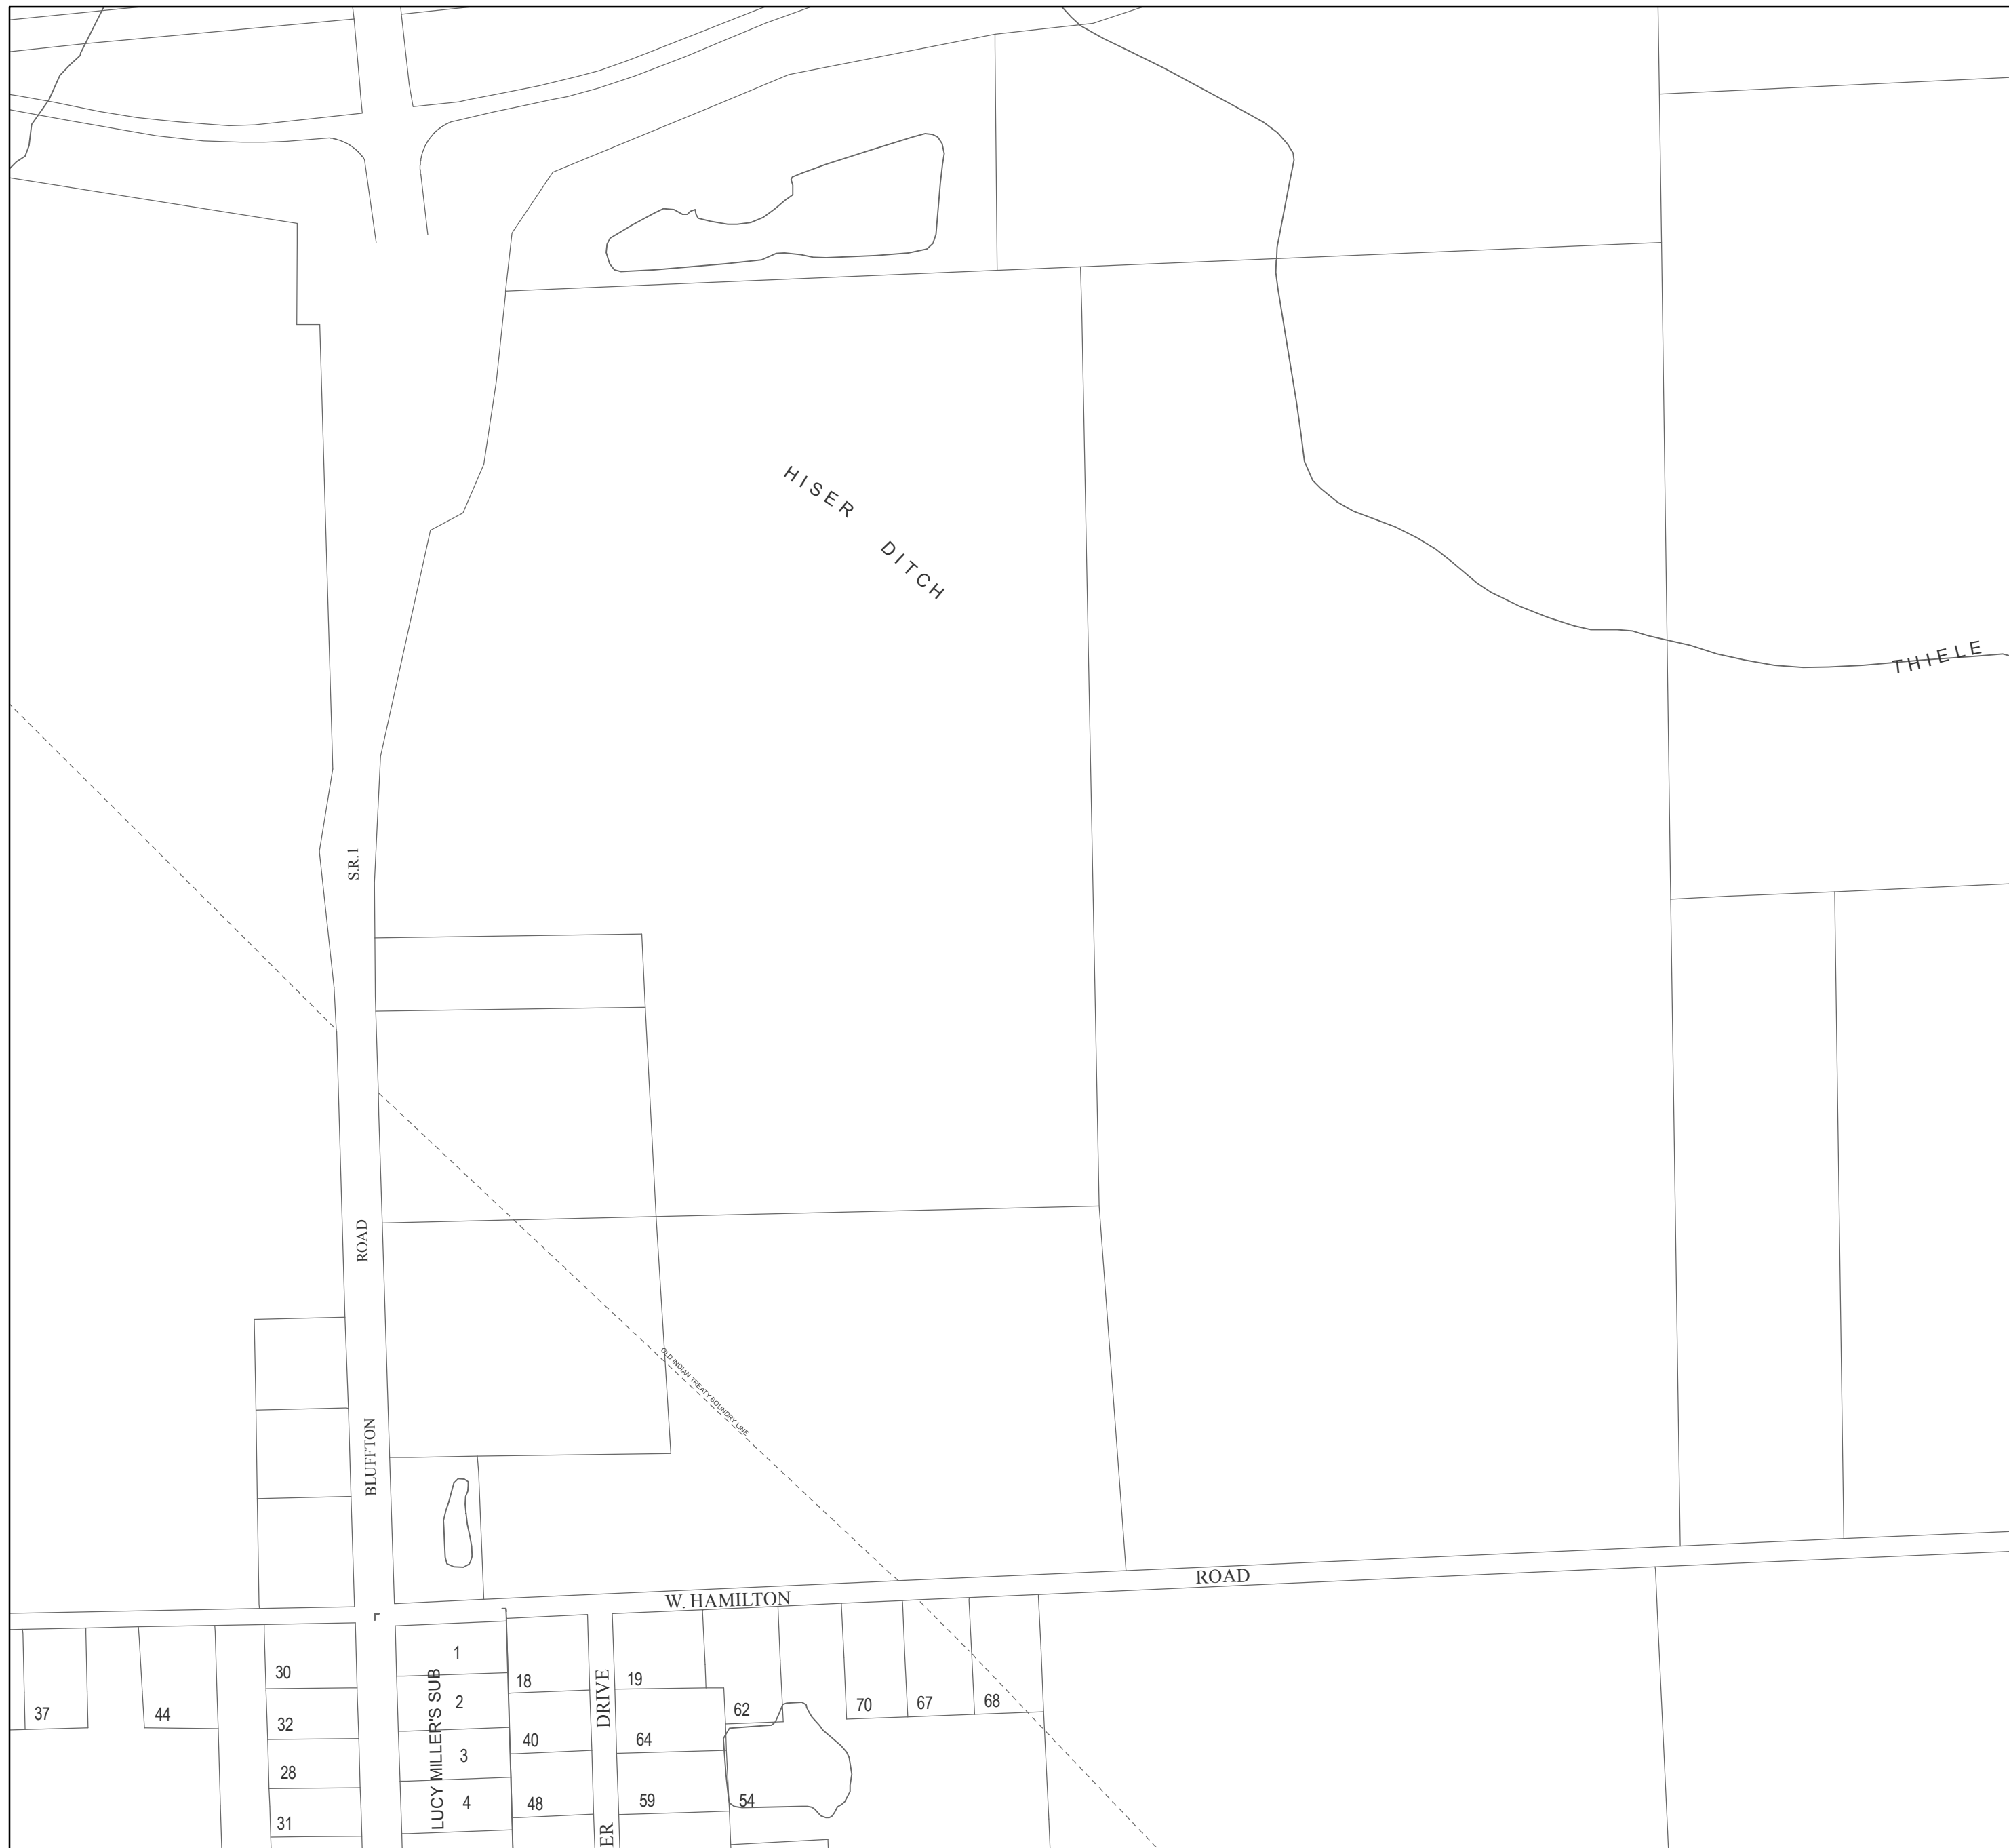 HISER DITCH
THIELE
S.R.1
ROAD
BLUFFTON
OLD INDIAN TREATY BOUNDRY LINE
W. HAMILTON ROAD
37
44
30
32
28
31
LUCY MILLER'S SUB
1
2
3
4
18
40
48
DRIVE
ER
19
64
59
62
54
70
67
68